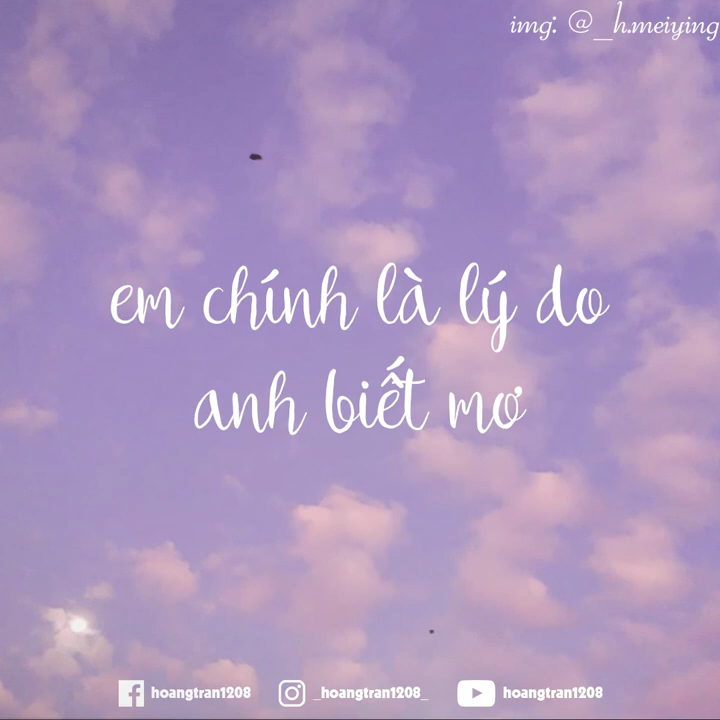 img: @_h.meiying
em chính là lý do
anh biết mơ
hoangtran1208 _hoangtran1208_ hoangtran1208